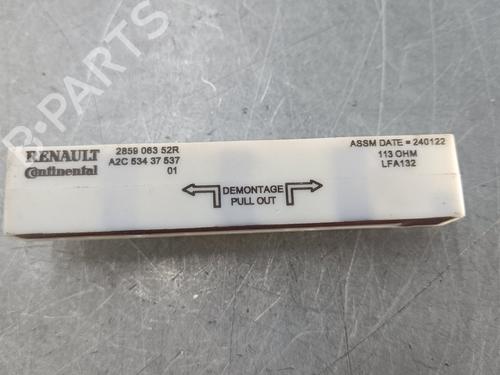 B-PARTS
RENAULT
Continental
2859 063 52R
A2C 534 37 537
01
DEMONTAGE
PULL OUT
ASSM DATE = 240122
113 OHM
LFA132